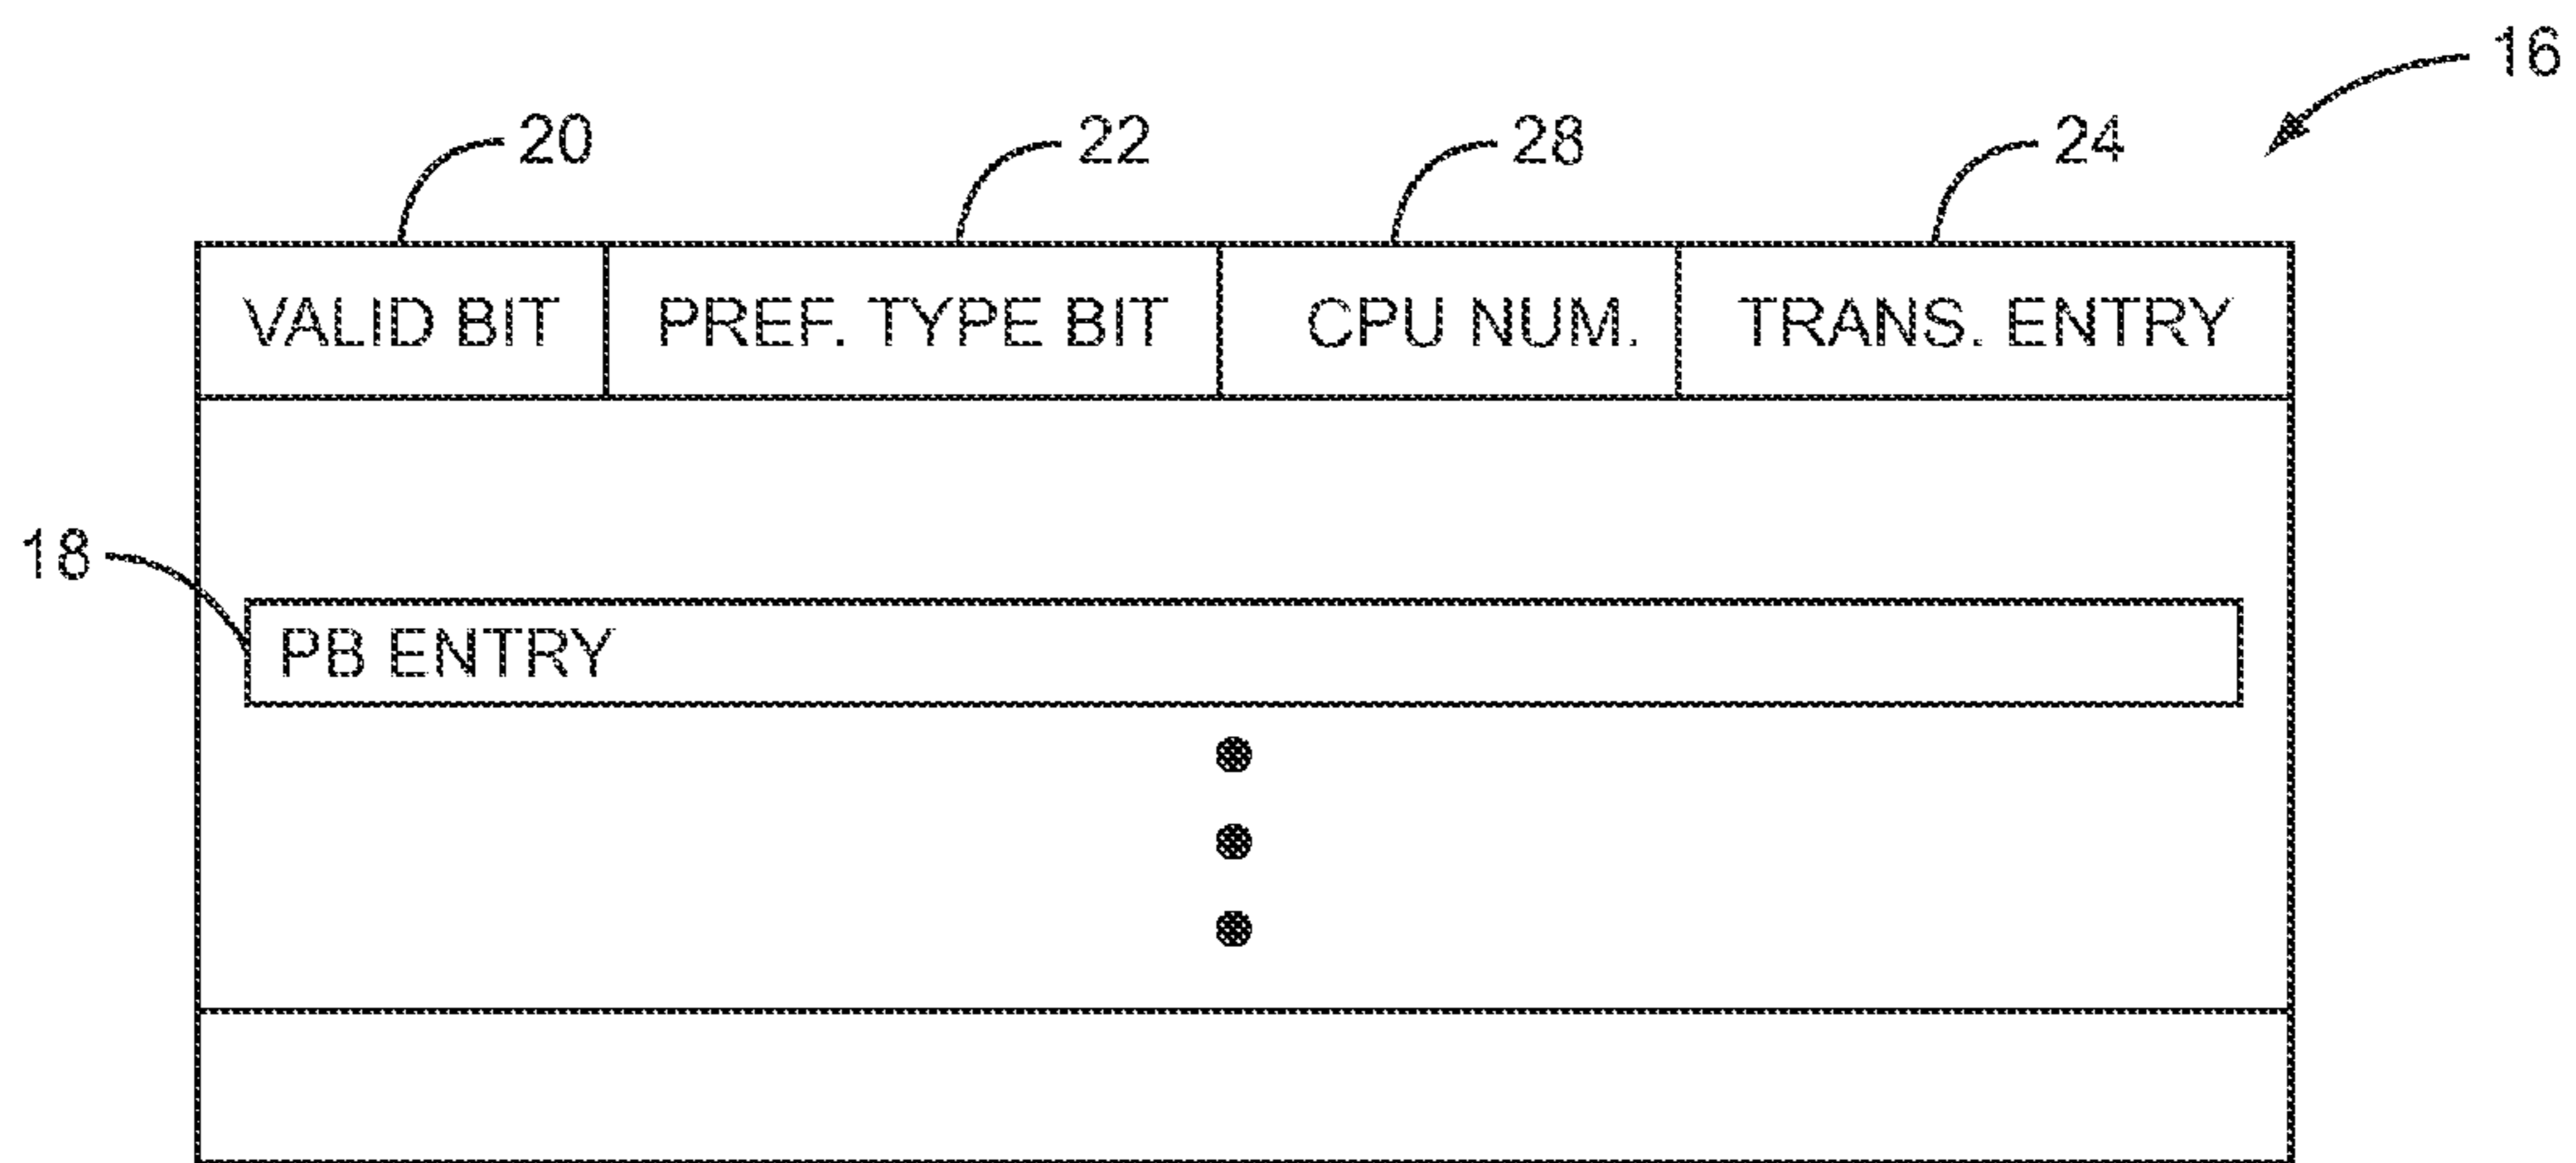 16
20 22 28 24
VALID BIT PREF. TYPE BIT CPU NUM. TRANS. ENTRY
18
PB ENTRY